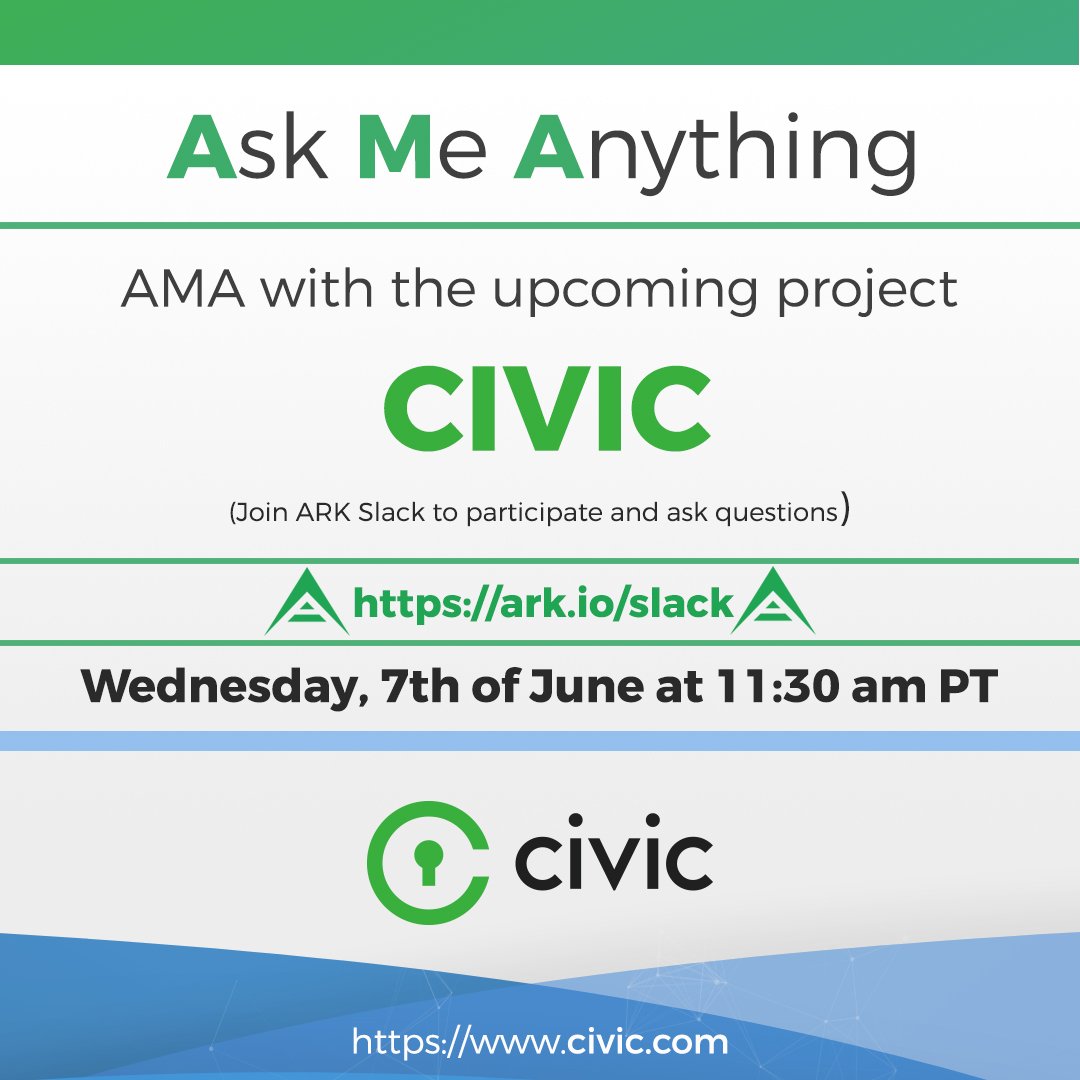 Ask Me Anything
AMA with the upcoming project
CIVIC
(Join ARK Slack to participate and ask questions)
https://ark.io/slack
Wednesday, 7th of June at 11:30 am PT
civic
https://www.civic.com